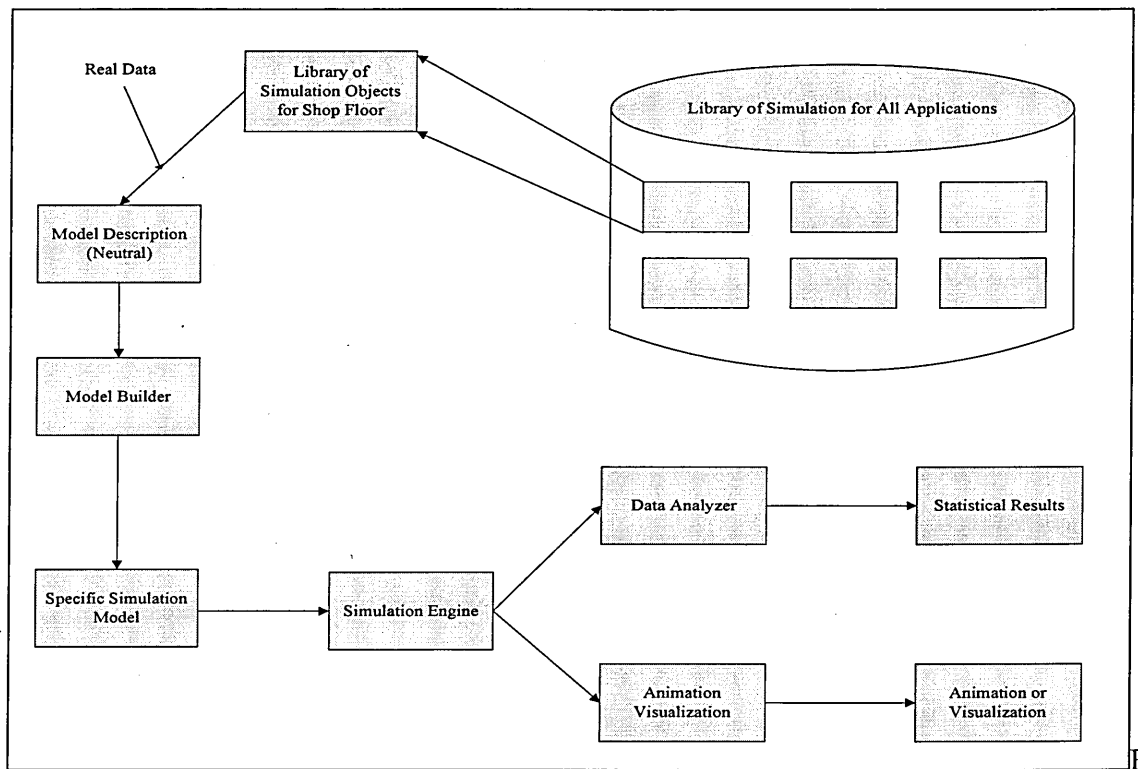 Real Data
Library of
Simulation Objects
for Shop Floor
Library of Simulation for All Applications
Model Description
(Neutral)
Model Builder
Data Analyzer
Statistical Results
Specific Simulation
Model
Simulation Engine
Animation
Visualization
Animation or
Visualization